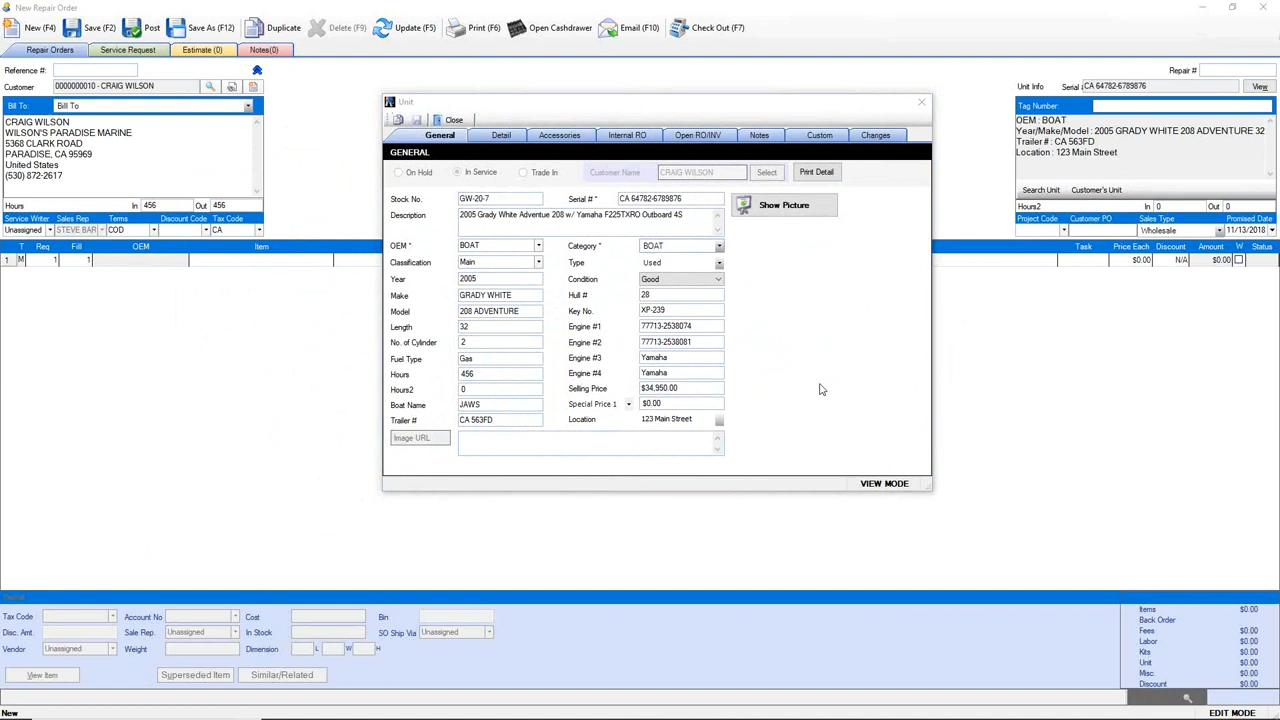 New Repair Order
New (F4) Save (F2) Post Save As (F12) Duplicate Delete (F9) Update (F5) Print (F6) Open Cashdrawer Email (F10) Check Out (F7)
Repair Orders Service Request Estimate (0) Notes(0)
Reference #: Repair #
Customer 0000000010 - CRAIG WILSON Unit Info Serial CA 64782-6789876 View
Bill To: Bill To Tag Number:
CRAIG WILSON
WILSON'S PARADISE MARINE
5368 CLARK ROAD
PARADISE, CA 95969
United States
(530) 872-2617
OEM : BOAT
Year/Make/Model : 2005 GRADY WHITE 208 ADVENTURE 32
Trailer # : CA 563FD
Location : 123 Main Street
Search Unit Customer's Unit
Hours In 456 Out 456 Hours2 In 0 Out 0
Service Writer Sales Rep. Terms Discount Code Tax Code Project Code Customer PO Sales Type Promised Date
Unassigned STEVE BAR COD CA Wholesale 11/13/2018
T Req Fill OEM Item Task Price Each Discount Amount W Status
1 M 1 1 $0.00 N/A $0.00
Unit
Close
General Detail Accessories Internal RO Open RO/INV Notes Custom Changes
GENERAL
On Hold In Service Trade In Customer Name CRAIG WILSON Select Print Detail
Stock No. GW-20-7 Serial # * CA 64782-6789876 Show Picture
Description 2005 Grady White Adventue 208 w/ Yamaha F225TXRO Outboard 4S
OEM * BOAT Category * BOAT
Classification Main Type Used
Year 2005 Condition Good
Make GRADY WHITE Hull # 28
Model 208 ADVENTURE Key No. XP-239
Length 32 Engine #1 77713-2538074
No. of Cylinder 2 Engine #2 77713-2538081
Fuel Type Gas Engine #3 Yamaha
Hours 456 Engine #4 Yamaha
Hours2 0 Selling Price $34,950.00
Boat Name JAWS Special Price 1 $0.00
Trailer # CA 563FD Location 123 Main Street
Image URL
VIEW MODE
Tax Code Account No Cost Bin
Disc. Amt. Sale Rep. Unassigned In Stock SO Ship Via Unassigned
Vendor Unassigned Weight Dimension L W H
View Item Superseded Item Similar/Related
Items $0.00
Back Order
Fees $0.00
Labor $0.00
Kits $0.00
Unit $0.00
Misc. $0.00
Discount $0.00
New EDIT MODE